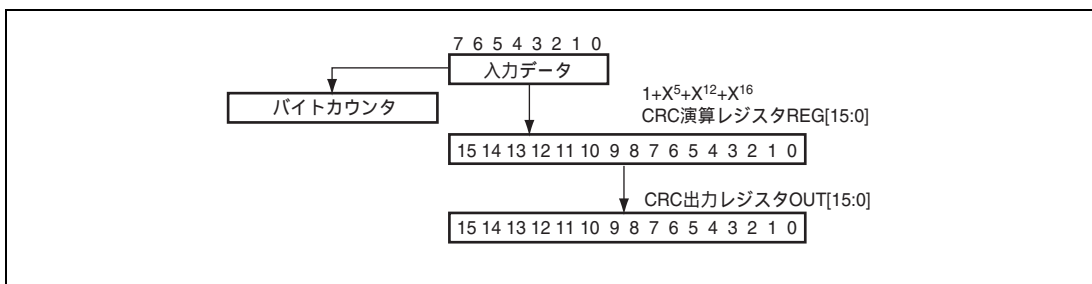 7 6 5 4 3 2 1 0
入力データ
バイトカウンタ
1+X⁵+X¹²+X¹⁶
CRC演算レジスタREG[15:0]
15 14 13 12 11 10 9 8 7 6 5 4 3 2 1 0
CRC出力レジスタOUT[15:0]
15 14 13 12 11 10 9 8 7 6 5 4 3 2 1 0